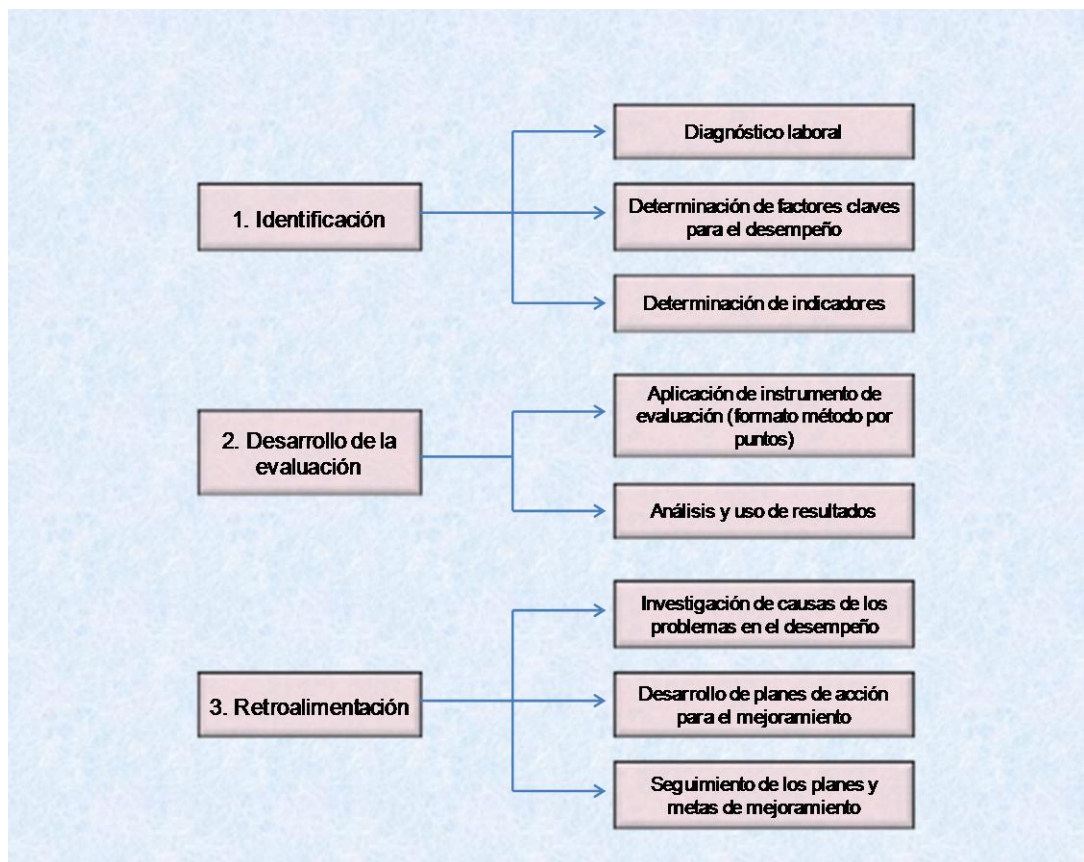 1. Identificación
Diagnóstico laboral
Determinación de factores claves
para el desempeño
Determinación de indicadores
2. Desarrollo de la
evaluación
Aplicación de instrumento de
evaluación (formato método por
puntos)
Análisis y uso de resultados
3. Retroalimentación
Investigación de causas de los
problemas en el desempeño
Desarrollo de planes de acción
para el mejoramiento
Seguimiento de los planes y
metas de mejoramiento